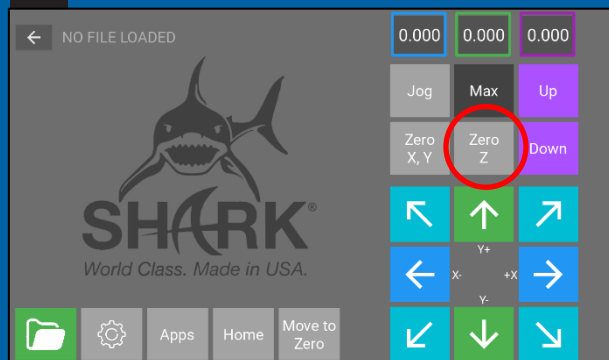 NO FILE LOADED
0.000 0.000 0.000
Jog Max Up
Zero X, Y
Zero Z
Down
SHARK®
World Class. Made in USA.
Y+
X- +X
Y-
Apps Home
Move to Zero